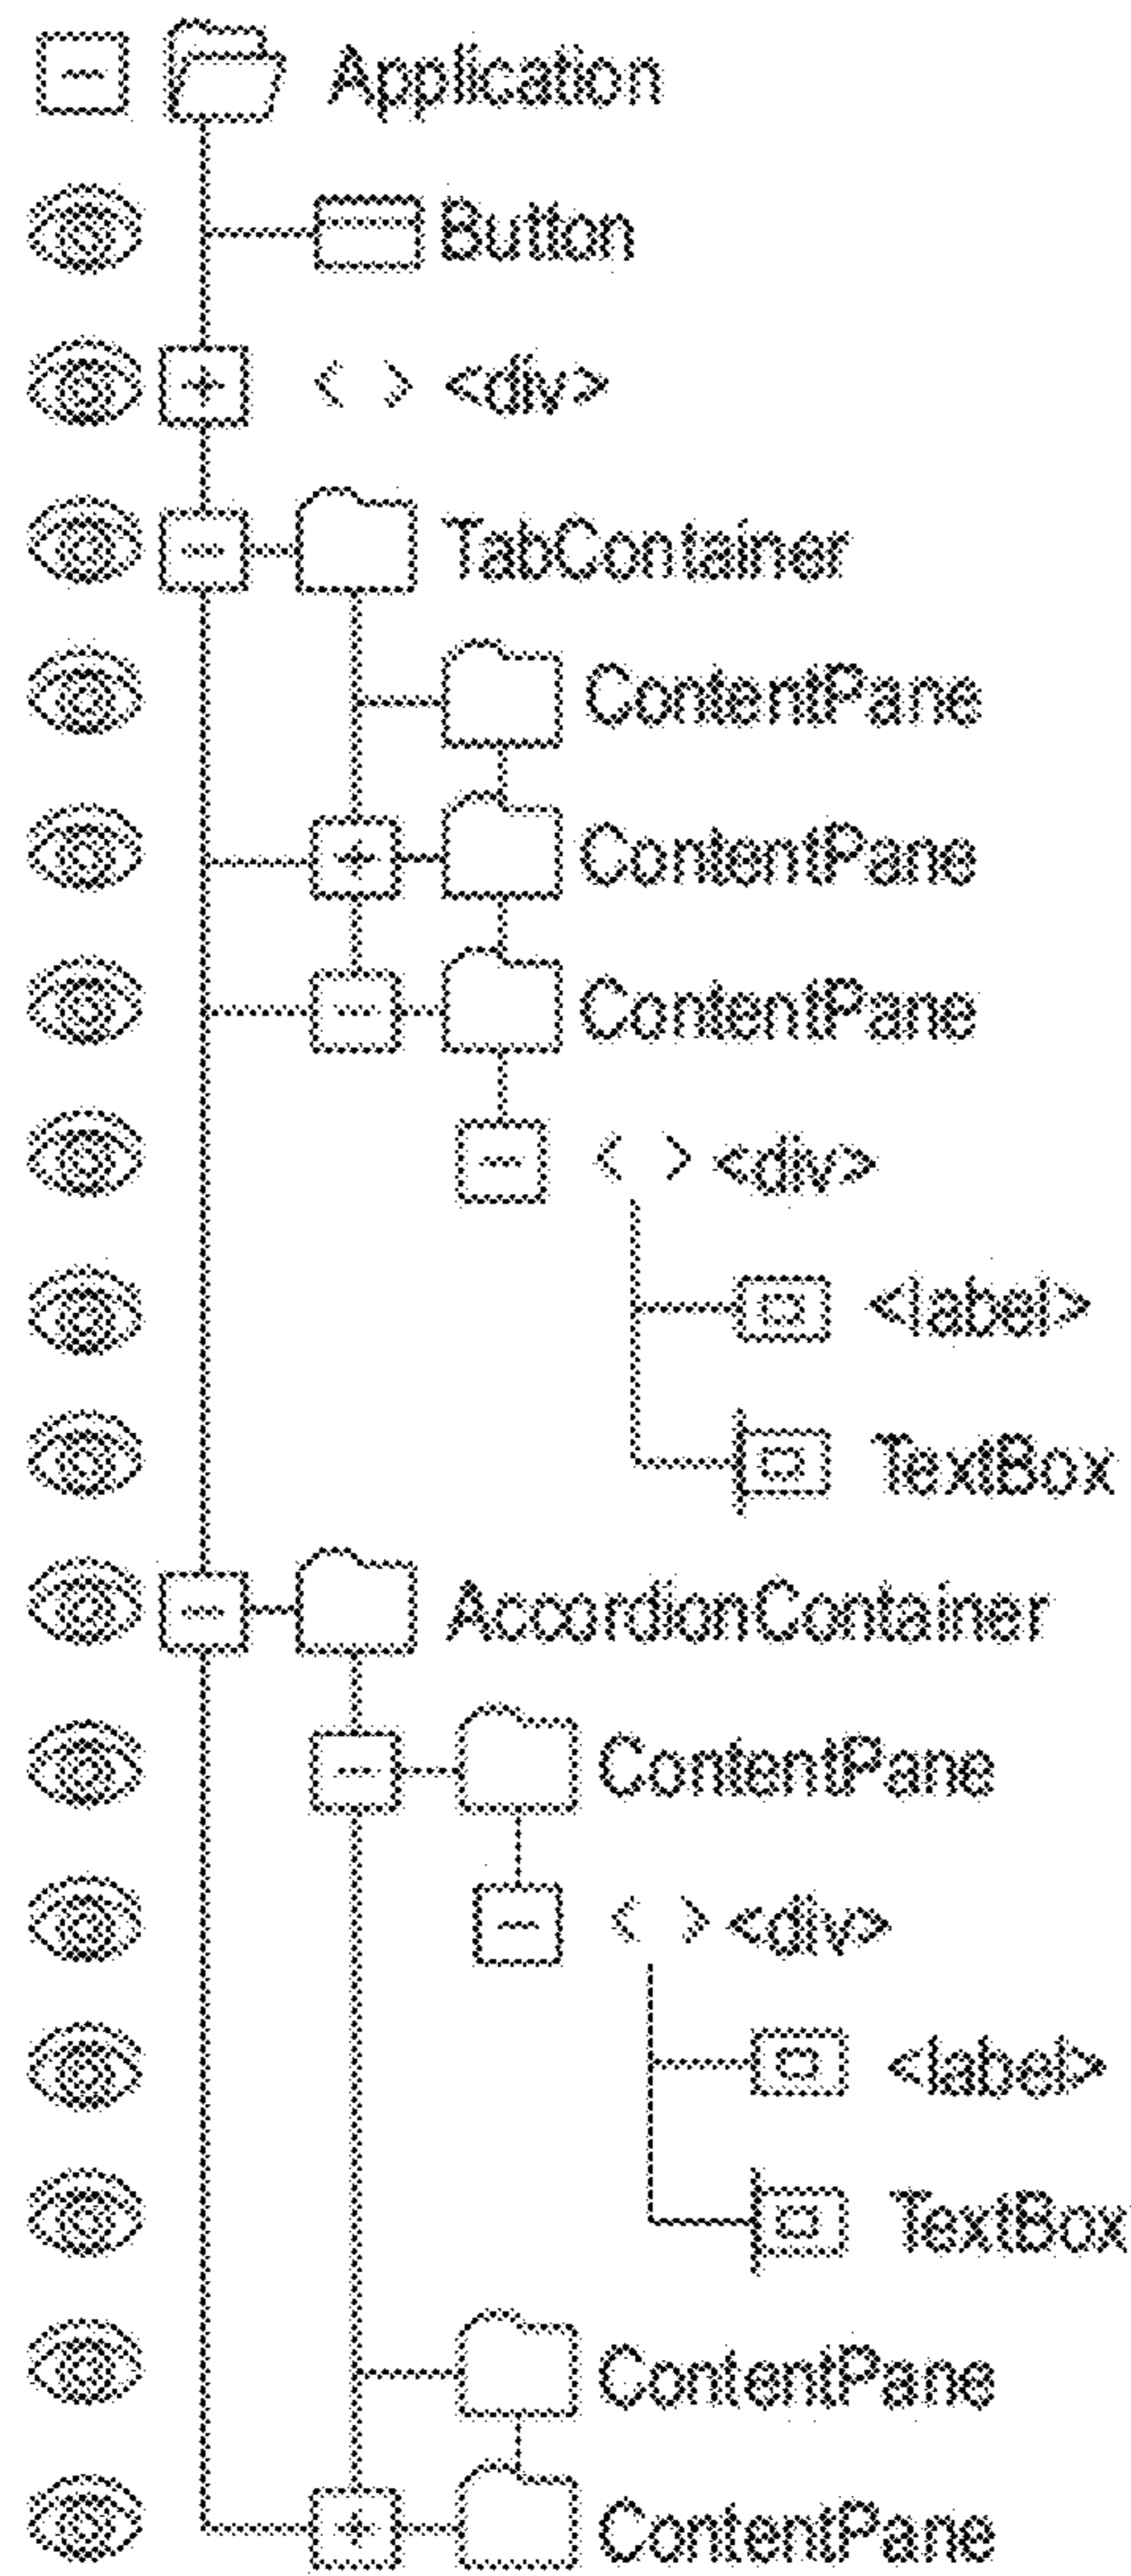 Application
Button
<div>
TabContainer
ContentPane
ContentPane
ContentPane
<div>
<label>
TextBox
AccordionContainer
ContentPane
<div>
<label>
TextBox
ContentPane
ContentPane